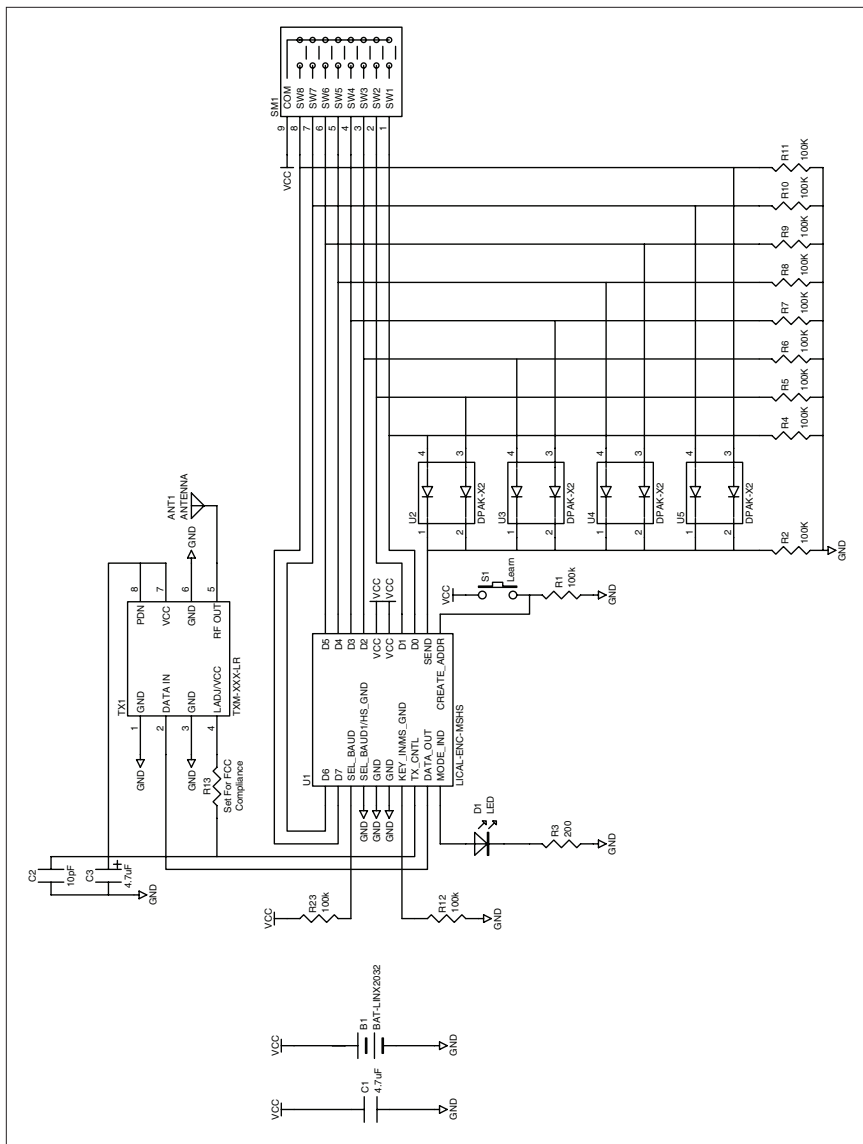 SM1
COM
SW8
SW7
SW6
SW5
SW4
SW3
SW2
SW1
9
8
7
6
5
4
3
2
1
VCC
R11
100K
R10
100K
R9
100K
R8
100K
R7
100K
R6
100K
R5
100K
R4
100K
R2
100K
GND
U2
1
2
4
3
DPAK-X2
U3
1
2
4
3
DPAK-X2
U4
1
2
4
3
DPAK-X2
U5
1
2
4
3
DPAK-X2
ANT1
ANTENNA
TX1
GND
DATA IN
GND
LADJ/VCC
PDN
VCC
GND
RF OUT
1
2
3
4
8
7
6
5
TXM-XXX-LR
GND
GND
GND
R13
Set For FCC
Compliance
C2
10pF
C3
4.7uF
+
GND
U1
D6
D7
SEL_BAUD
SEL_BAUD1/HS_GND
GND
GND
KEY_IN/MS_GND
TX_CNTL
DATA_OUT
MODE_IND
D5
D4
D3
D2
VCC
VCC
D1
D0
SEND
CREATE_ADDR
LICAL-ENC-MSHS
VCC
VCC
GND
GND
GND
VCC
S1
Learn
R1
100k
GND
D1
LED
R3
200
GND
VCC
R23
100k
R12
100k
GND
VCC
B1
BAT-LINX2032
GND
VCC
C1
4.7uF
GND